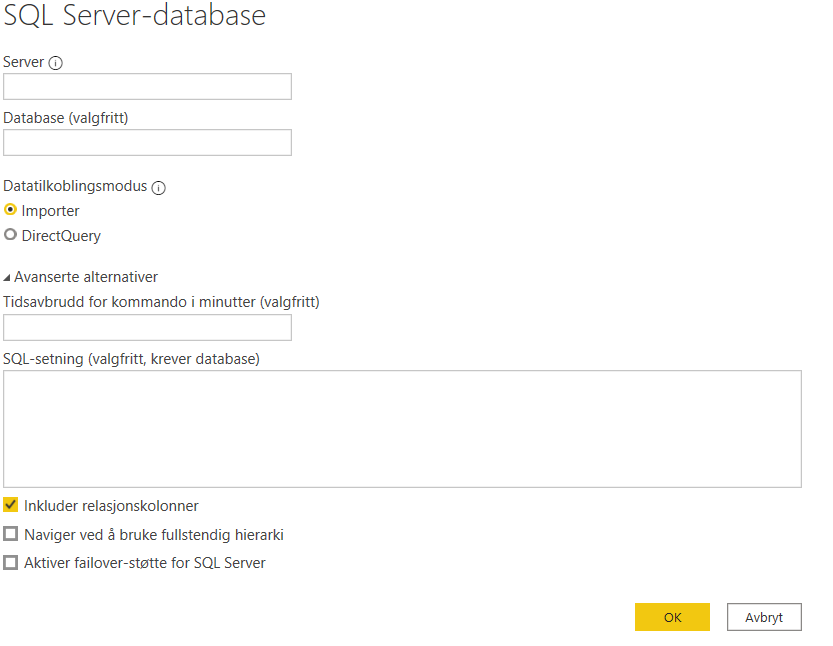 SQL Server-database
Server
Database (valgfritt)
Datatilkoblingsmodus
Importer
DirectQuery
Avanserte alternativer
Tidsavbrudd for kommando i minutter (valgfritt)
SQL-setning (valgfritt, krever database)
Inkluder relasjonskolonner
Naviger ved å bruke fullstendig hierarki
Aktiver failover-støtte for SQL Server
OK Avbryt